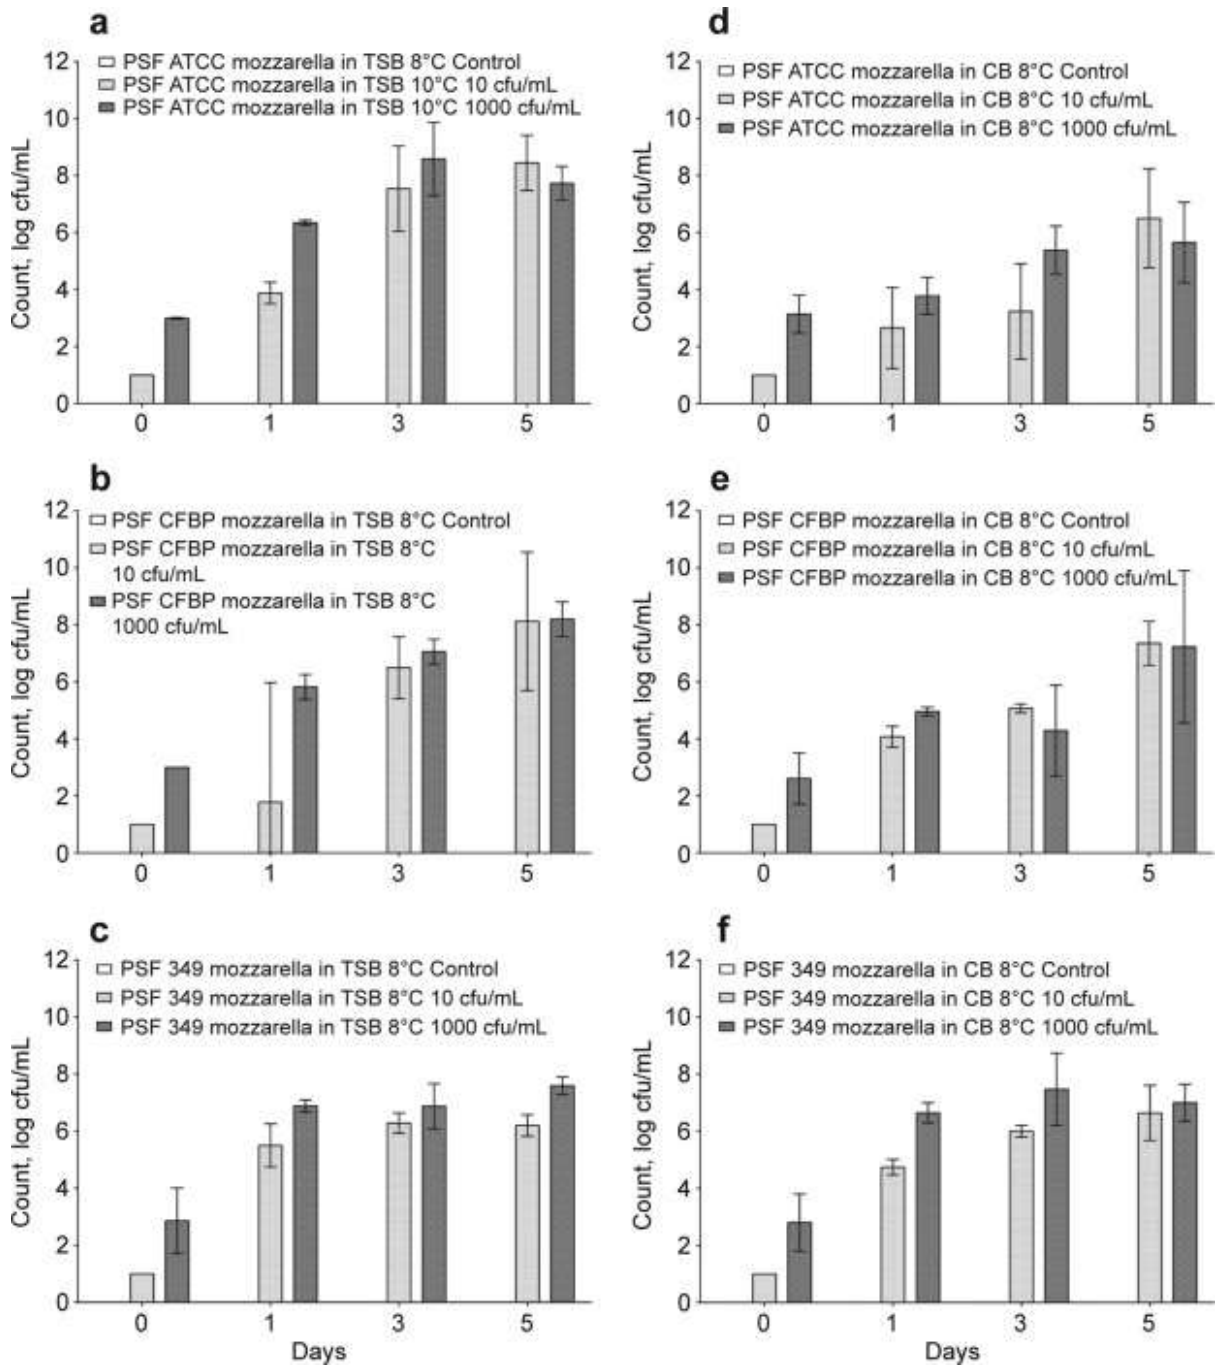 a
PSF ATCC mozzarella in TSB 8°C Control
PSF ATCC mozzarella in TSB 10°C 10 cfu/mL
PSF ATCC mozzarella in TSB 10°C 1000 cfu/mL
Count, log cfu/mL
12
10
8
6
4
2
0
0 1 3 5
b
PSF CFBP mozzarella in TSB 8°C Control
PSF CFBP mozzarella in TSB 8°C
10 cfu/mL
PSF CFBP mozzarella in TSB 8°C
1000 cfu/mL
Count, log cfu/mL
12
10
8
6
4
2
0
0 1 3 5
c
PSF 349 mozzarella in TSB 8°C Control
PSF 349 mozzarella in TSB 8°C 10 cfu/mL
PSF 349 mozzarella in TSB 8°C 1000 cfu/mL
Count, log cfu/mL
12
10
8
6
4
2
0
0 1 3 5
Days
d
PSF ATCC mozzarella in CB 8°C Control
PSF ATCC mozzarella in CB 8°C 10 cfu/mL
PSF ATCC mozzarella in CB 8°C 1000 cfu/mL
Count, log cfu/mL
12
10
8
6
4
2
0
0 1 3 5
e
PSF CFBP mozzarella in CB 8°C Control
PSF CFBP mozzarella in CB 8°C 10 cfu/mL
PSF CFBP mozzarella in CB 8°C 1000 cfu/mL
Count, log cfu/mL
12
10
8
6
4
2
0
0 1 3 5
f
PSF 349 mozzarella in CB 8°C Control
PSF 349 mozzarella in CB 8°C 10 cfu/mL
PSF 349 mozzarella in CB 8°C 1000 cfu/mL
Count, log cfu/mL
12
10
8
6
4
2
0
0 1 3 5
Days